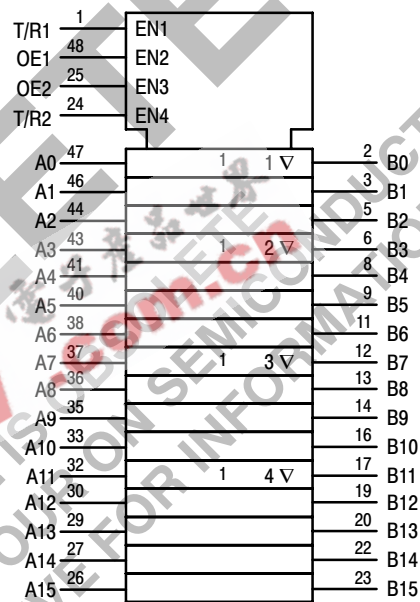 T/R1 1 EN1
OE1 48 EN2
OE2 25 EN3
T/R2 24 EN4
A0 47 1 1 ∇ 2 B0
A1 46 3 B1
A2 44 5 B2
A3 43 1 2 ∇ 6 B3
A4 41 8 B4
A5 40 9 B5
A6 38 11 B6
A7 37 1 3 ∇ 12 B7
A8 36 13 B8
A9 35 14 B9
A10 33 16 B10
A11 32 1 4 ∇ 17 B11
A12 30 19 B12
A13 29 20 B13
A14 27 22 B14
A15 26 23 B15
.com.cn